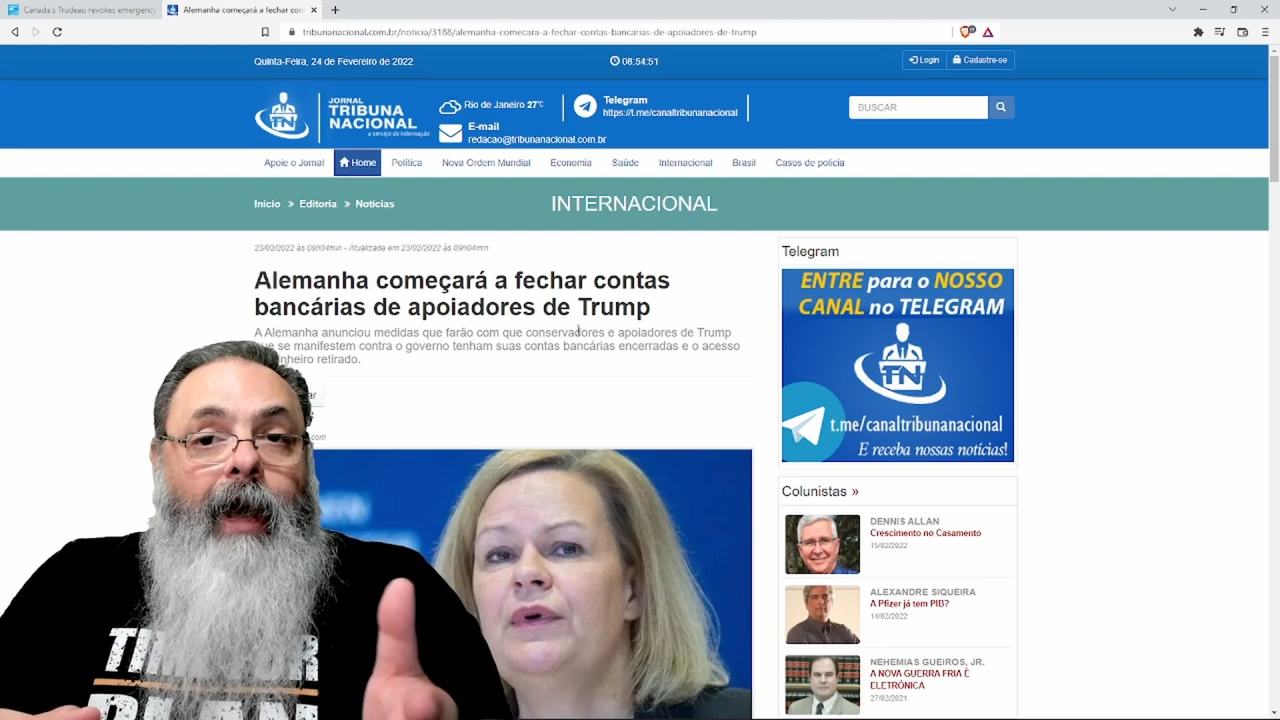 Canada's Trudeau revokes emergency
Alemanha começará a fechar con
tribunanacional.com.br/noticia/3188/alemanha-comecara-a-fechar-contas-bancarias-de-apoiadores-de-trump
Quinta-Feira, 24 de Fevereiro de 2022
08:54:51
Login
Cadastre-se
JORNAL
TRIBUNA
NACIONAL
a serviço da informação
Rio de Janeiro 27°C
E-mail
redacao@tribunanacional.com.br
Telegram
https://t.me/canaltribunanacional
BUSCAR
Apoie o Jornal Home Política Nova Ordem Mundial Economia Saúde Internacional Brasil Casos de polícia
Início » Editoria » Notícias
INTERNACIONAL
23/02/2022 às 09h04min - Atualizada em 23/02/2022 às 09h04min
Alemanha começará a fechar contas
bancárias de apoiadores de Trump
A Alemanha anunciou medidas que farão com que conservadores e apoiadores de Trump
que se manifestem contra o governo tenham suas contas bancárias encerradas e o acesso
retirado.
com
Telegram
ENTRE para o NOSSO
CANAL no TELEGRAM
TN
t.me/canaltribunanacional
E receba nossas notícias!
Colunistas »
DENNIS ALLAN
Crescimento no Casamento
15/02/2022
ALEXANDRE SIQUEIRA
A Pfizer já tem PIB?
14/02/2022
NEHEMIAS GUEIROS, JR.
A NOVA GUERRA FRIA É
ELETRÔNICA
27/02/2021